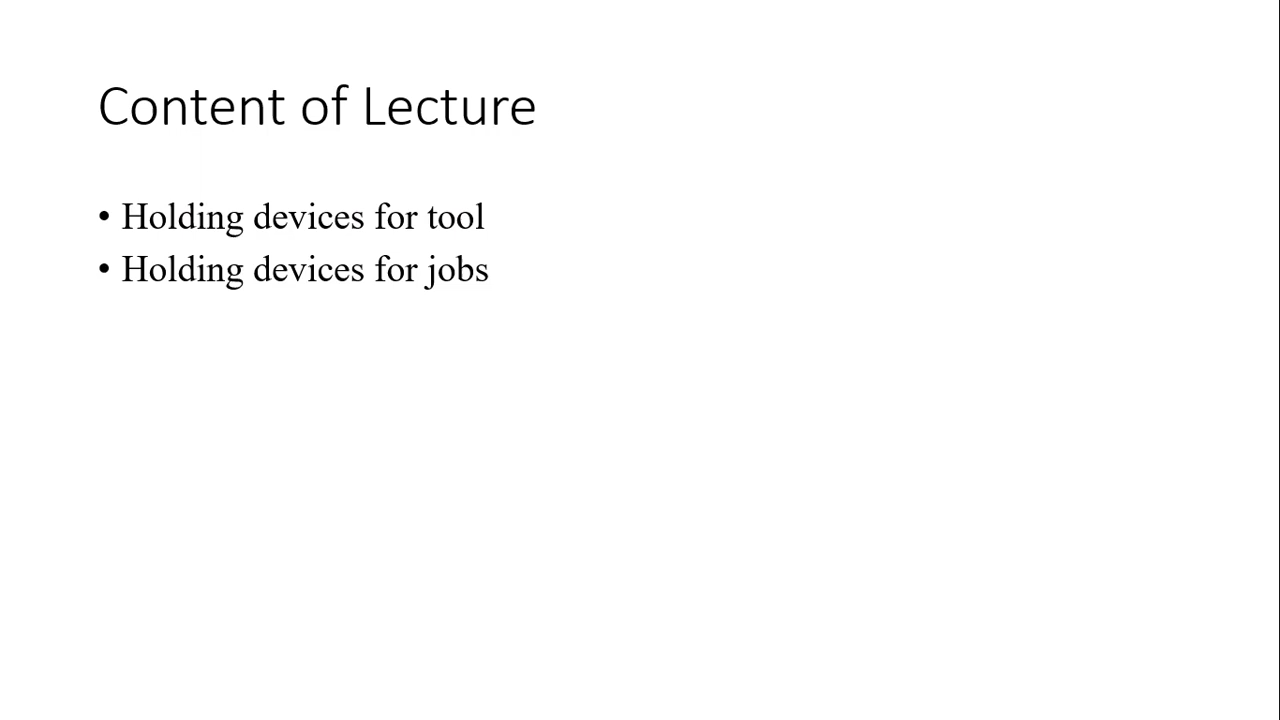 Content of Lecture
• Holding devices for tool
• Holding devices for jobs